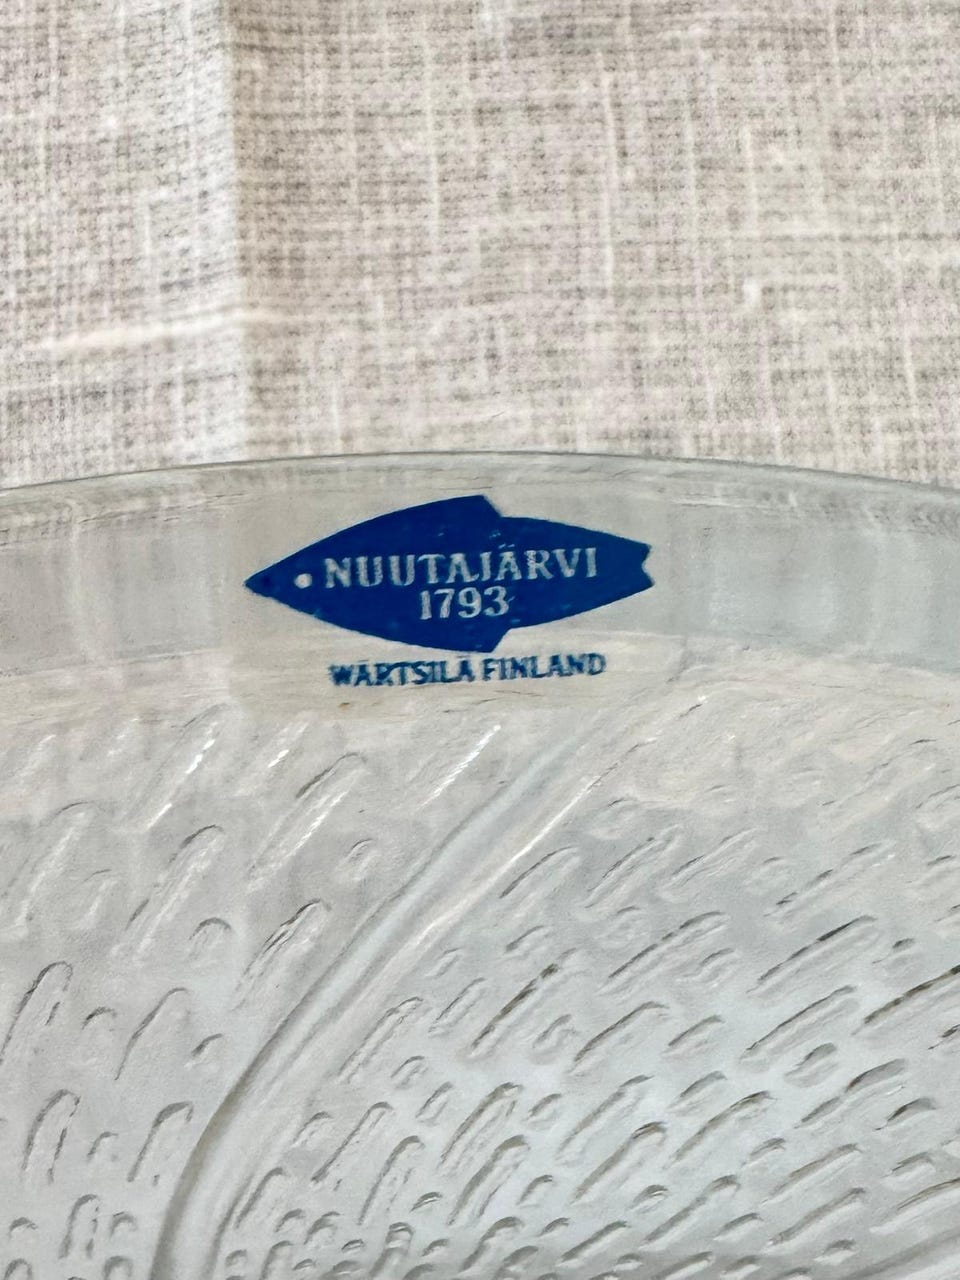 NUUTAJÄRVI
1793
WÄRTSILÄ FINLAND